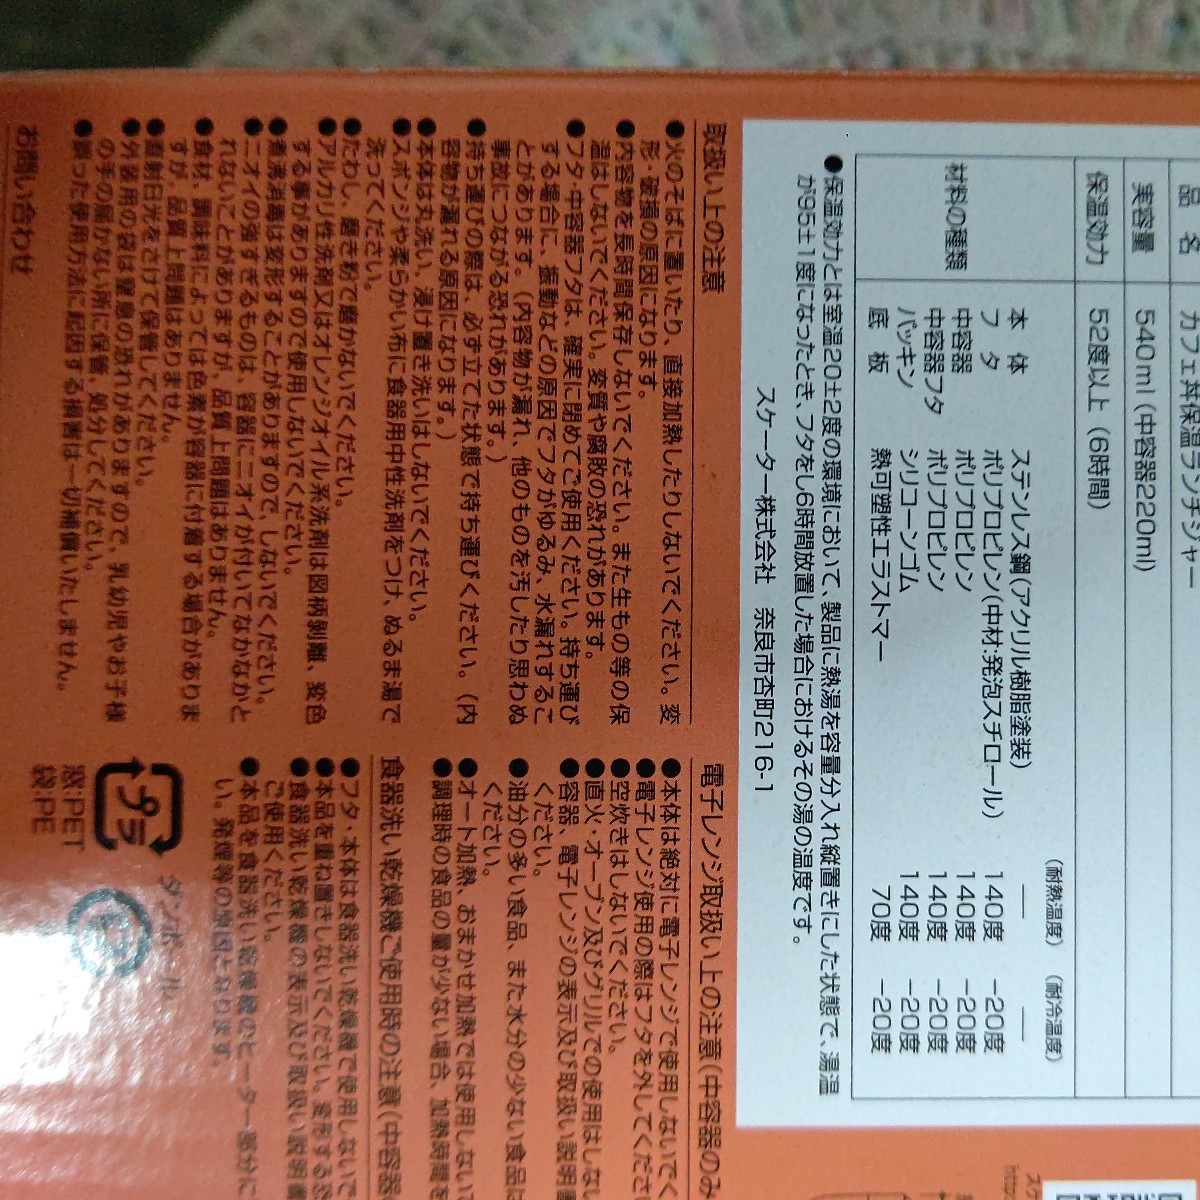 品 名 カフェ丼保温ランチジャー
実容量 540ml (中容器220ml)
保温効力 52度以上 (6時間)
材料の種類
(耐熱温度) (耐冷温度)
本 体 ステンレス鋼(アクリル樹脂塗装) ― ―
フ タ ポリプロピレン(中材:発泡スチロール) 140度 −20度
中容器 ポリプロピレン 140度 −20度
中容器フタ ポリプロピレン 140度 −20度
パッキン シリコーンゴム 140度 −20度
底 板 熱可塑性エラストマー 70度 −20度
●保温効力とは室温20±2度の環境において、製品に熱湯を容量分入れ縦置きにした状態で、湯温
が95±1度になったとき、フタをし6時間放置した場合におけるその湯の温度です。
スケーター株式会社 奈良市杏町216-1
取扱い上の注意
●火のそばに置いたり、直接加熱したりしないでください。変
形・破損の原因になります。
●内容物を長時間保存しないでください。また生もの等の保
温はしないでください。変質や腐敗の恐れがあります。
●フタ・中容器フタは、確実に閉めてご使用ください。持ち運び
する場合に、振動などの原因でフタがゆるみ、水漏れするこ
とがあります。(内容物が漏れ、他のものを汚したり思わぬ
事故につながる恐れがあります。)
●持ち運びの際は、必ず立てた状態で持ち運びください。(内
容物が漏れる原因になります。)
●本体は丸洗い、浸け置き洗いはしないでください。
●スポンジや柔らかい布に食器用中性洗剤をつけ、ぬるま湯で
洗ってください。
●たわし、磨き粉で磨かないでください。
●アルカリ性洗剤又はオレンジオイル系洗剤は図柄剥離、変色
する事がありますので使用しないでください。
●煮沸消毒は変形することがありますので、しないでください。
●ニオイの強すぎるものは、容器にニオイが付いてなかなかと
れないことがありますが、品質上問題はありません。
●食材、調味料によっては色素が容器に付着する場合がありま
すが、品質上問題はありません。
●直射日光をさけて保管してください。
●外器用の袋は窒息の恐れがありますので、乳幼児やお子様
の手の届かない所に保管、処分してください。
●誤った使用方法に起因する損害は一切補償いたしません。
お問い合わせ
電子レンジ取扱い上の注意(中容器のみ
●本体は絶対に電子レンジで使用しないでく
●電子レンジ使用の際はフタを外してくださ
●空炊きはしないでください。
●直火・オーブン及びグリルでの使用はしない
●容器、電子レンジの表示及び取扱い説明書
ください。
●油分の多い食品、また水分の少ない食品は
ください。
●オート加熱、おまかせ加熱では使用しないで
●調理時の食品の量が少ない場合、加熱時間を
食器洗い乾燥機ご使用時の注意(中容器
●フタ・本体は食器洗い乾燥機で使用しないで
●本品を重ね置きしないでください。変形する恐
●食器洗い乾燥機の表示及び取扱い説明書
ご使用ください。
●本品を食器洗い乾燥機のヒーター部分に
い。発煙等の原因となります。
プラ
窓:PET
袋:PE
ダンボール
http